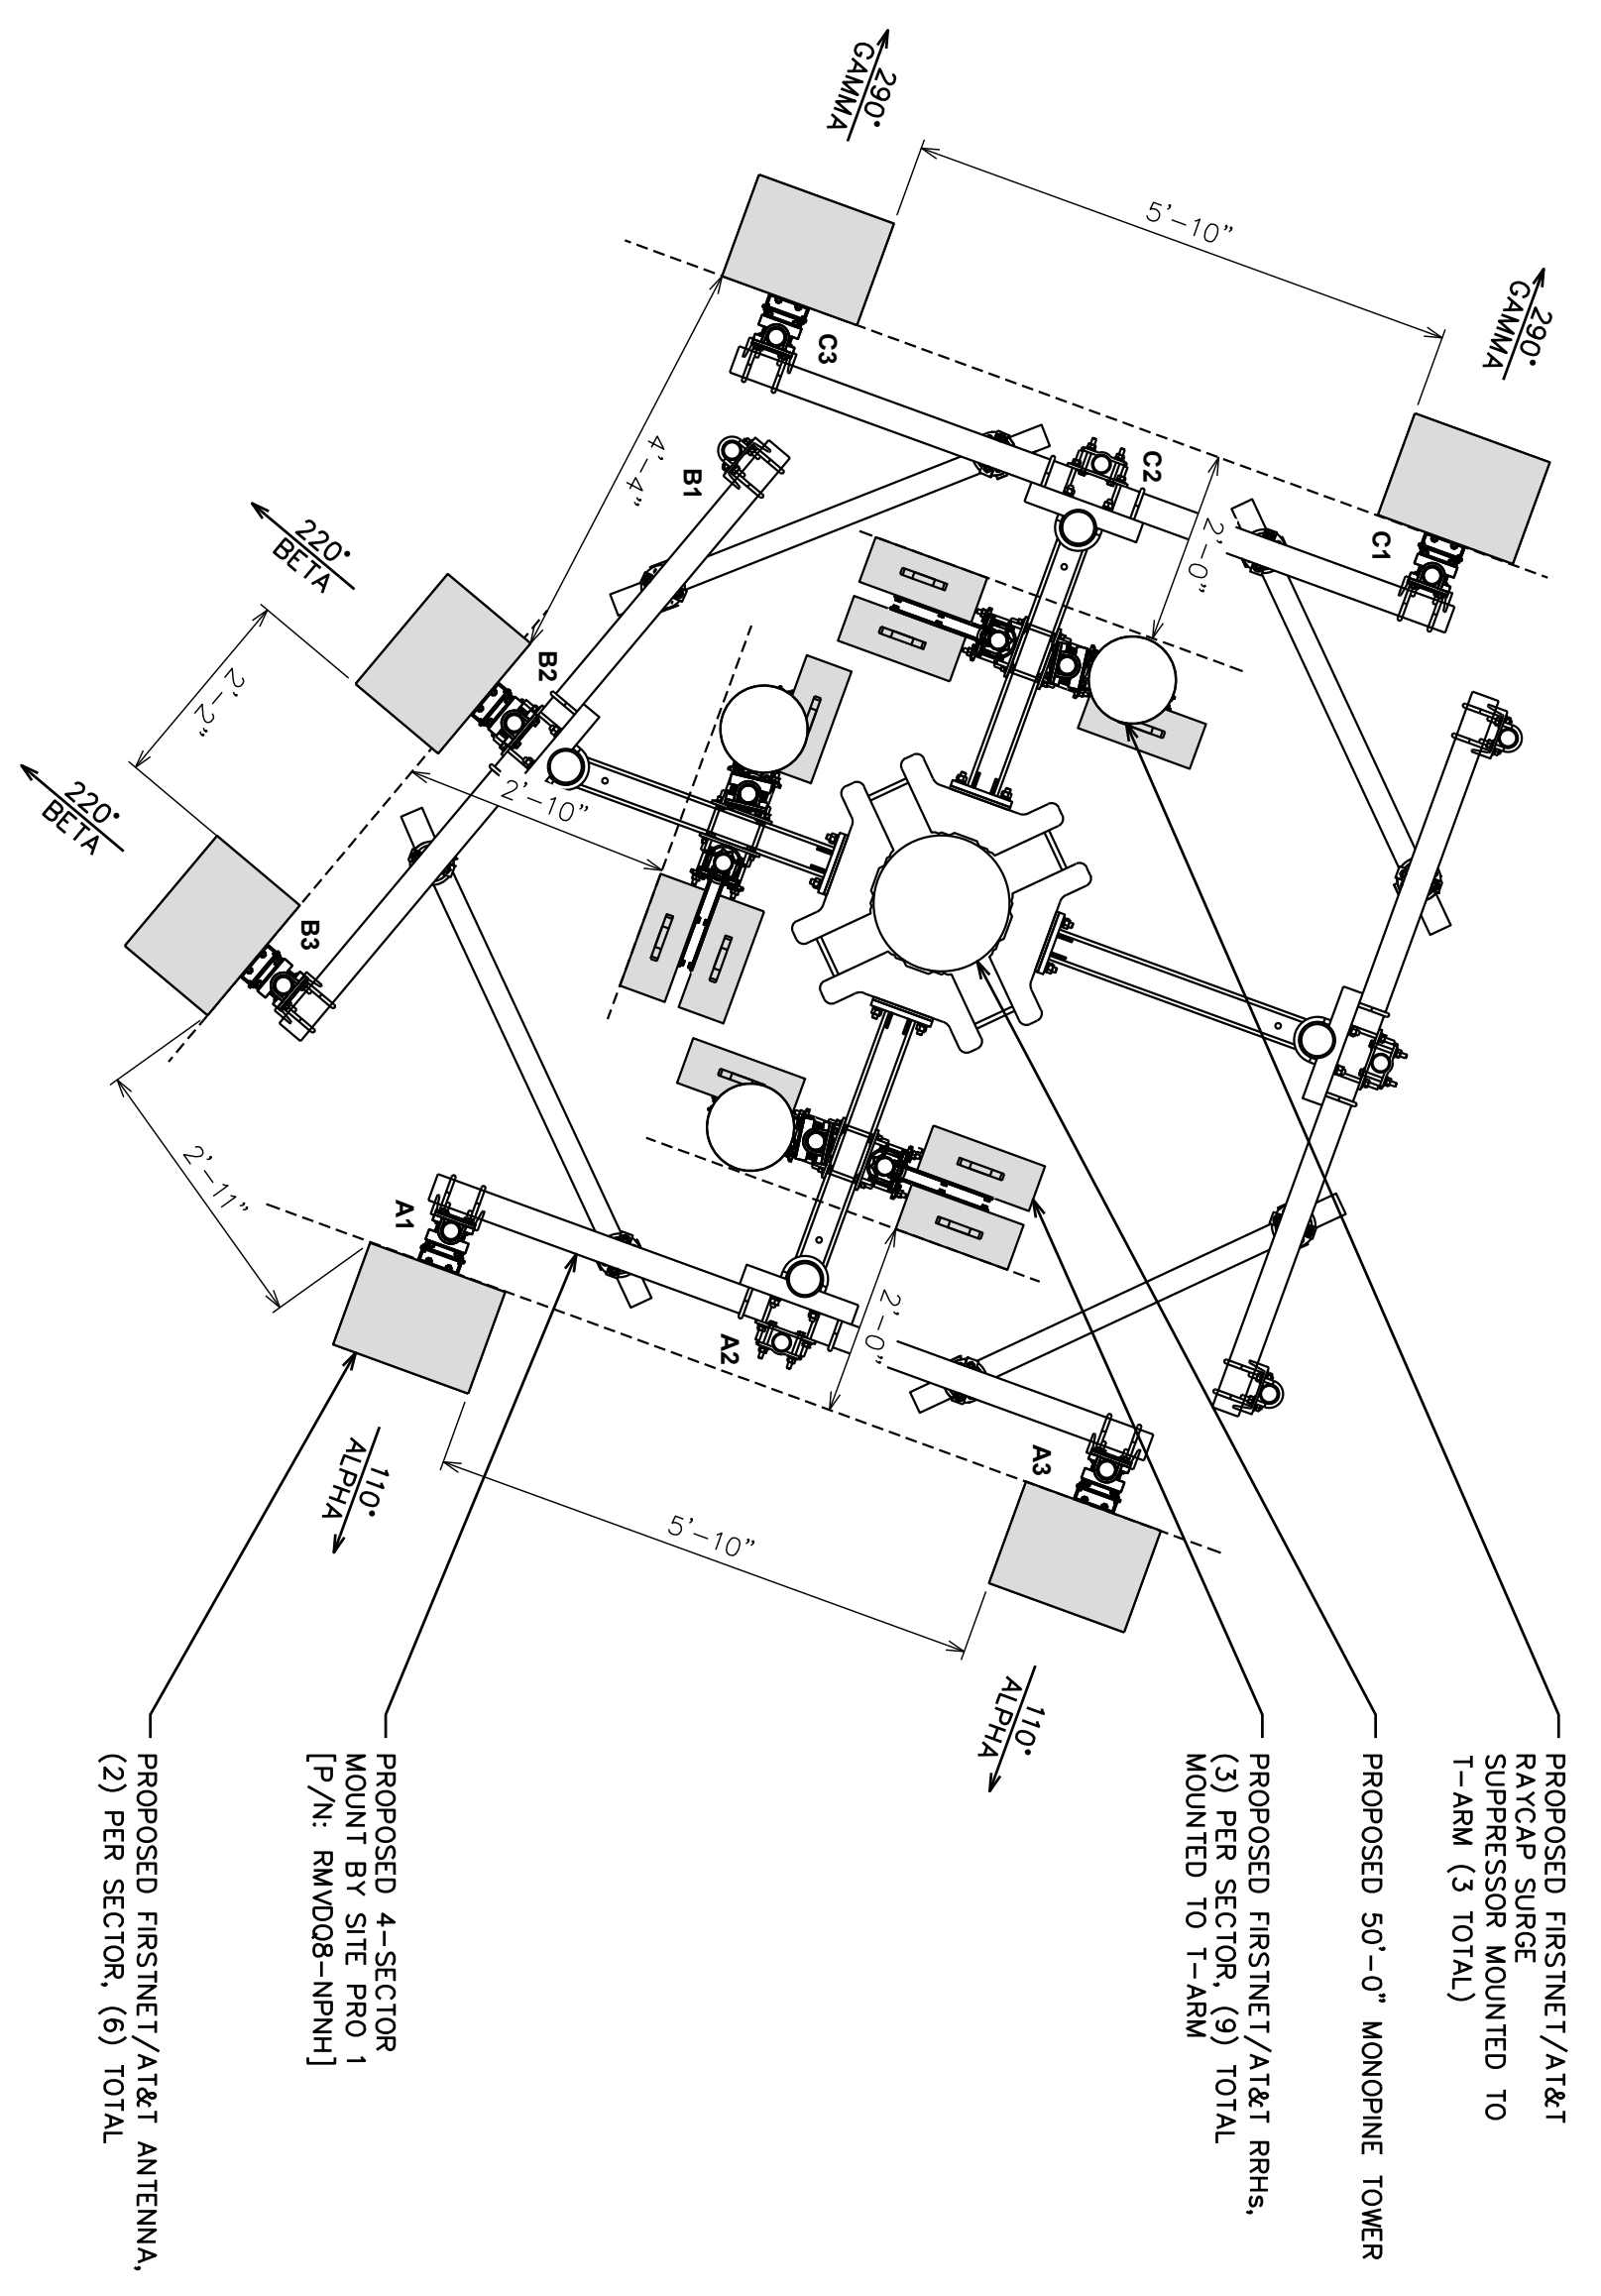 PROPOSED FIRSTNET/AT&T
RAYCAP SURGE
SUPPRESSOR MOUNTED TO
T-ARM (3 TOTAL)
PROPOSED 50'-0" MONOPINE TOWER
PROPOSED FIRSTNET/AT&T RRHs,
(3) PER SECTOR, (9) TOTAL
MOUNTED TO T-ARM
PROPOSED 4-SECTOR
MOUNT BY SITE PRO 1
[P/N: RMVDQ8-NPNH]
PROPOSED FIRSTNET/AT&T ANTENNA,
(2) PER SECTOR, (6) TOTAL
290°
GAMMA
290°
GAMMA
5'-10"
C1
C2
C3
2'-0"
4'-4"
B1
B2
B3
220°
BETA
220°
BETA
2'-2"
2'-10"
2'-11"
A1
A2
A3
2'-0"
5'-10"
110°
ALPHA
110°
ALPHA